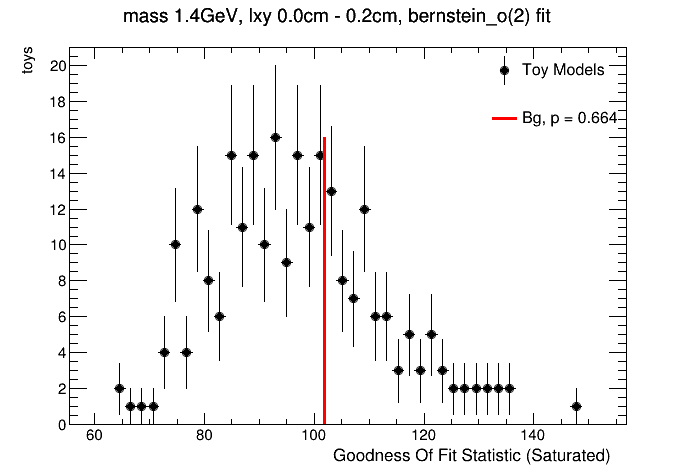 mass 1.4GeV, lxy 0.0cm - 0.2cm, bernstein_o(2) fit
toys
Toy Models
Bg, p = 0.664
20
18
16
14
12
10
8
6
4
2
0
60 80 100 120 140
Goodness Of Fit Statistic (Saturated)